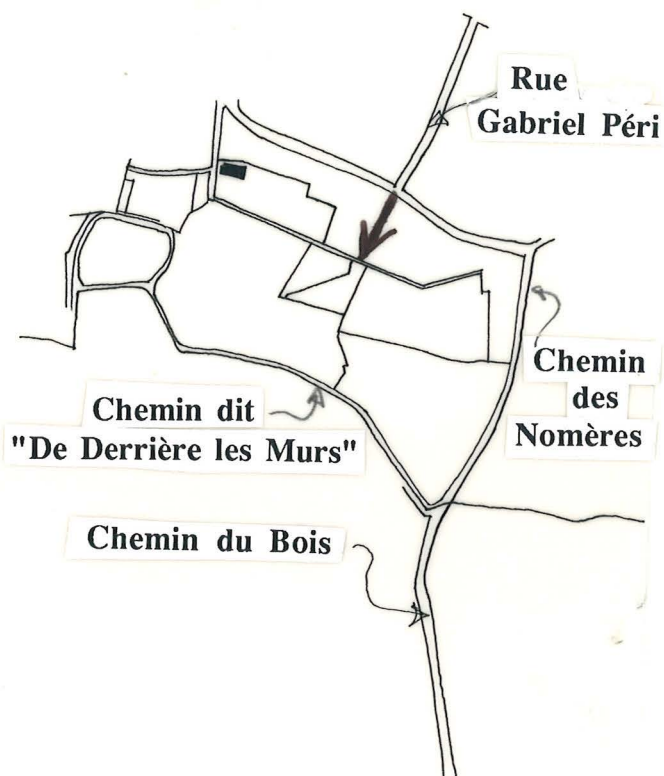 Rue
Gabriel Péri
Chemin
des
Nomères
Chemin dit
"De Derrière les Murs"
Chemin du Bois